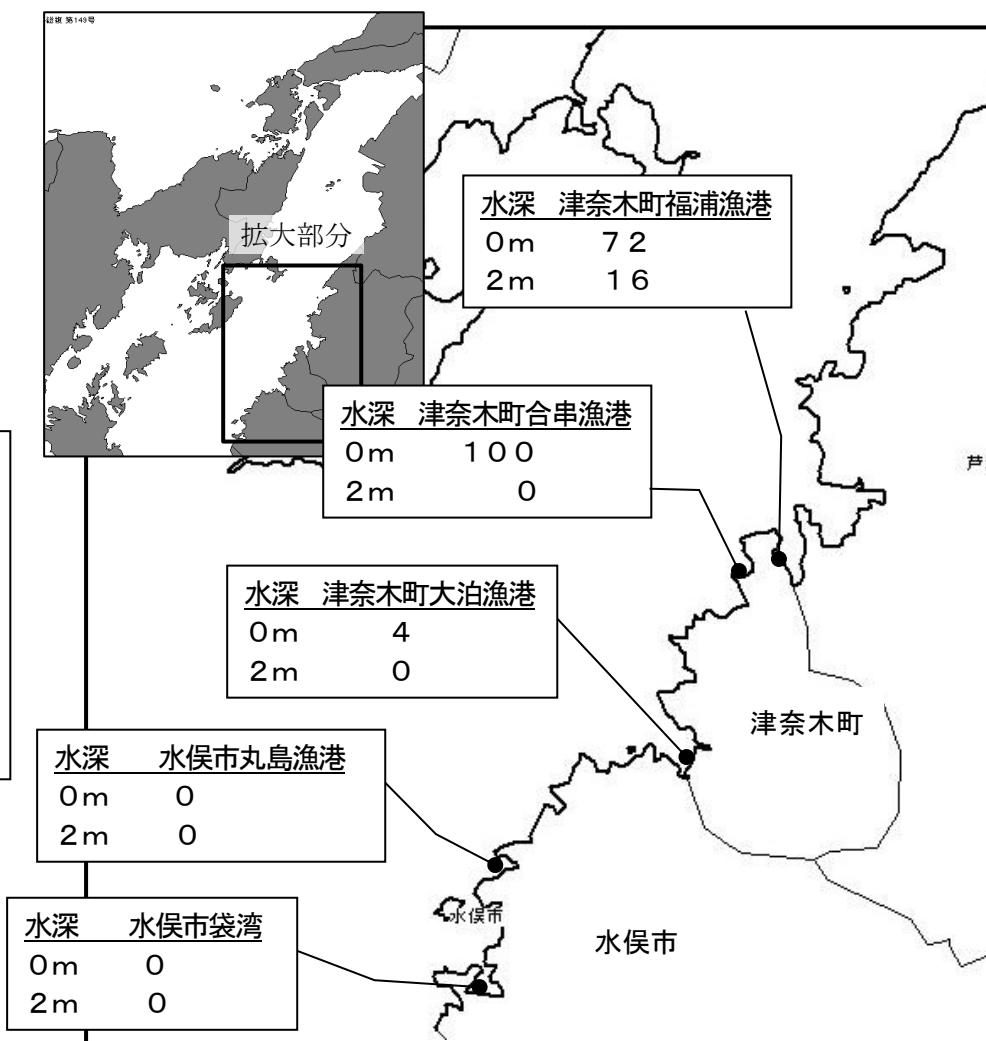 第149号
拡大部分
水深 津奈木町福浦漁港
0m 72
2m 16
水深 津奈木町合串漁港
0m 100
2m 0
芦
水深 津奈木町大泊漁港
0m 4
2m 0
津奈木町
水深 水俣市丸島漁港
0m 0
2m 0
水俣市
水俣市
水深 水俣市袋湾
0m 0
2m 0